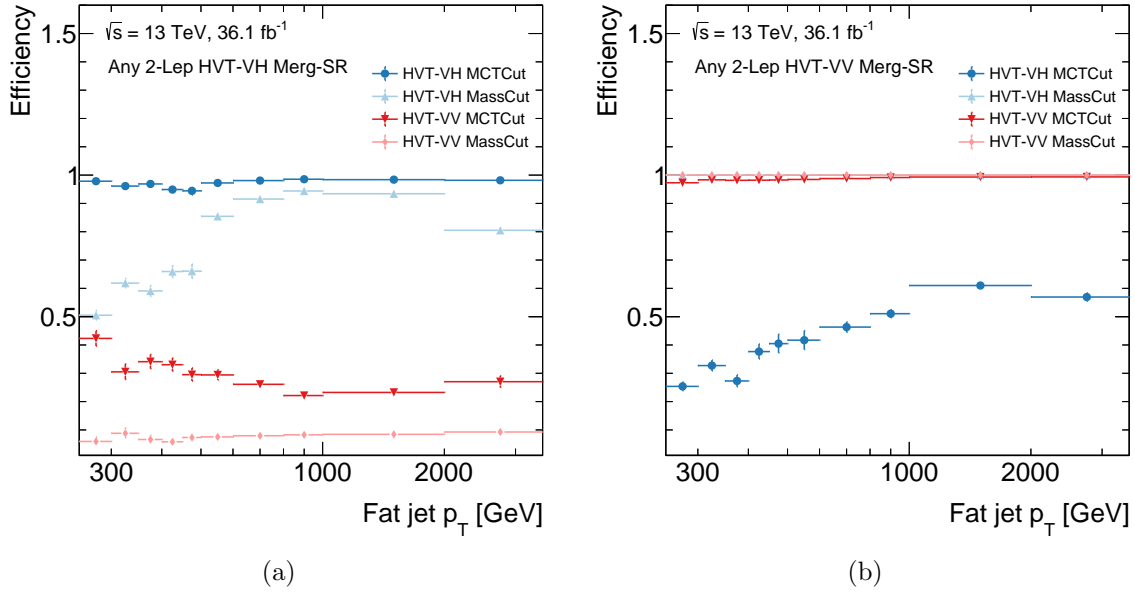 Efficiency
1.5
1
0.5
√s = 13 TeV, 36.1 fb-1
Any 2-Lep HVT-VH Merg-SR
HVT-VH MCTCut
HVT-VH MassCut
HVT-VV MCTCut
HVT-VV MassCut
300 1000 2000
Fat jet pT [GeV]
(a)
Efficiency
1.5
1
0.5
√s = 13 TeV, 36.1 fb-1
Any 2-Lep HVT-VV Merg-SR
HVT-VH MCTCut
HVT-VH MassCut
HVT-VV MCTCut
HVT-VV MassCut
300 1000 2000
Fat jet pT [GeV]
(b)